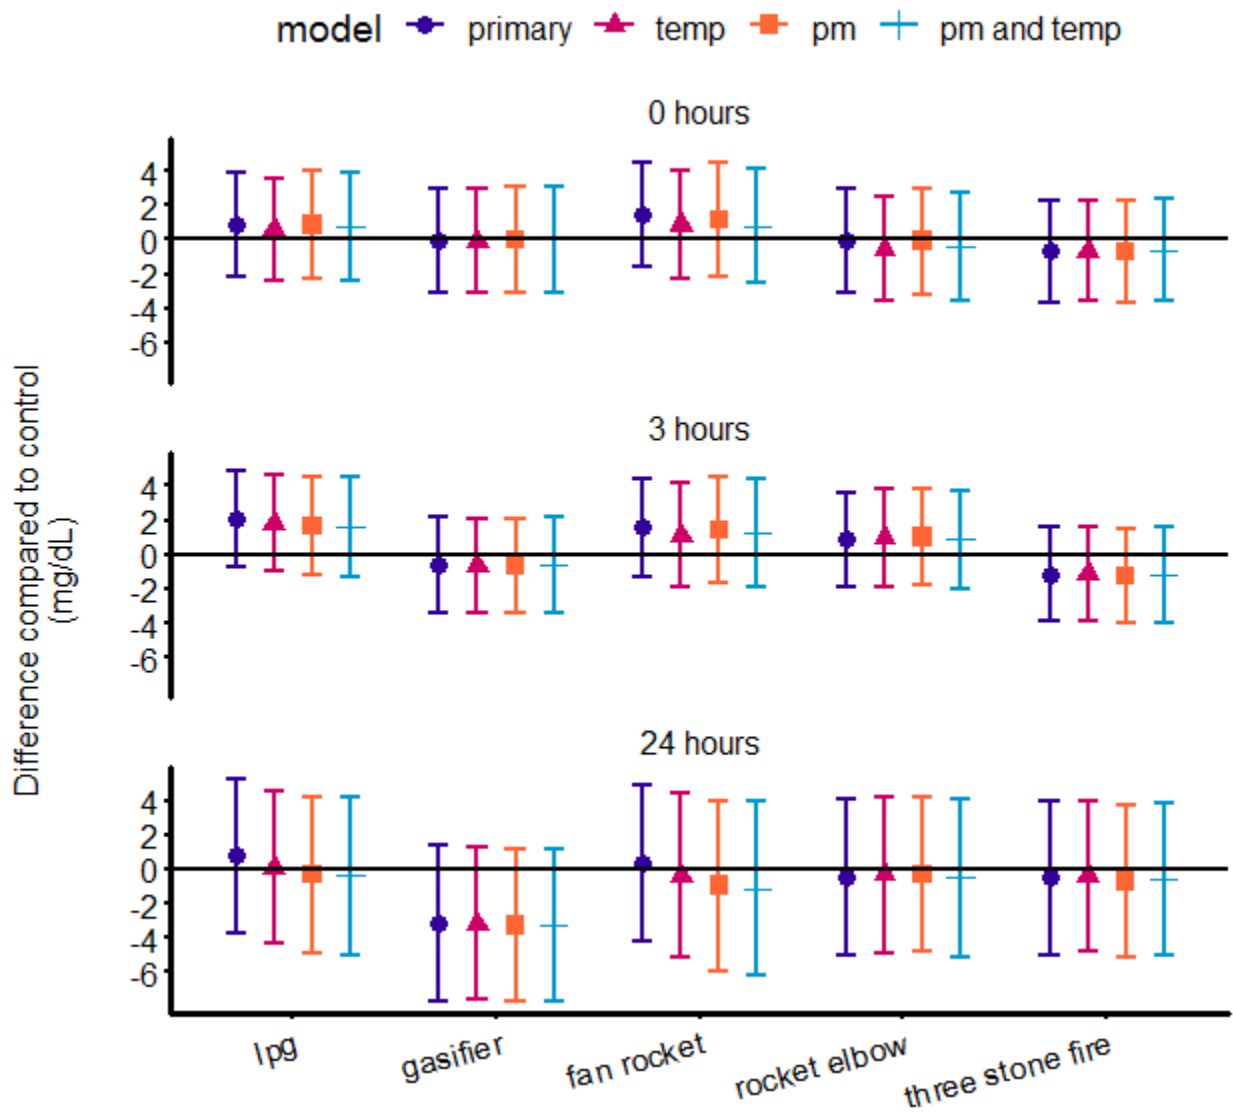 model primary temp pm pm and temp
0 hours
4
2
0
-2
-4
-6
3 hours
4
2
0
-2
-4
-6
24 hours
4
2
0
-2
-4
-6
Difference compared to control
(mg/dL)
lpg gasifier fan rocket rocket elbow three stone fire